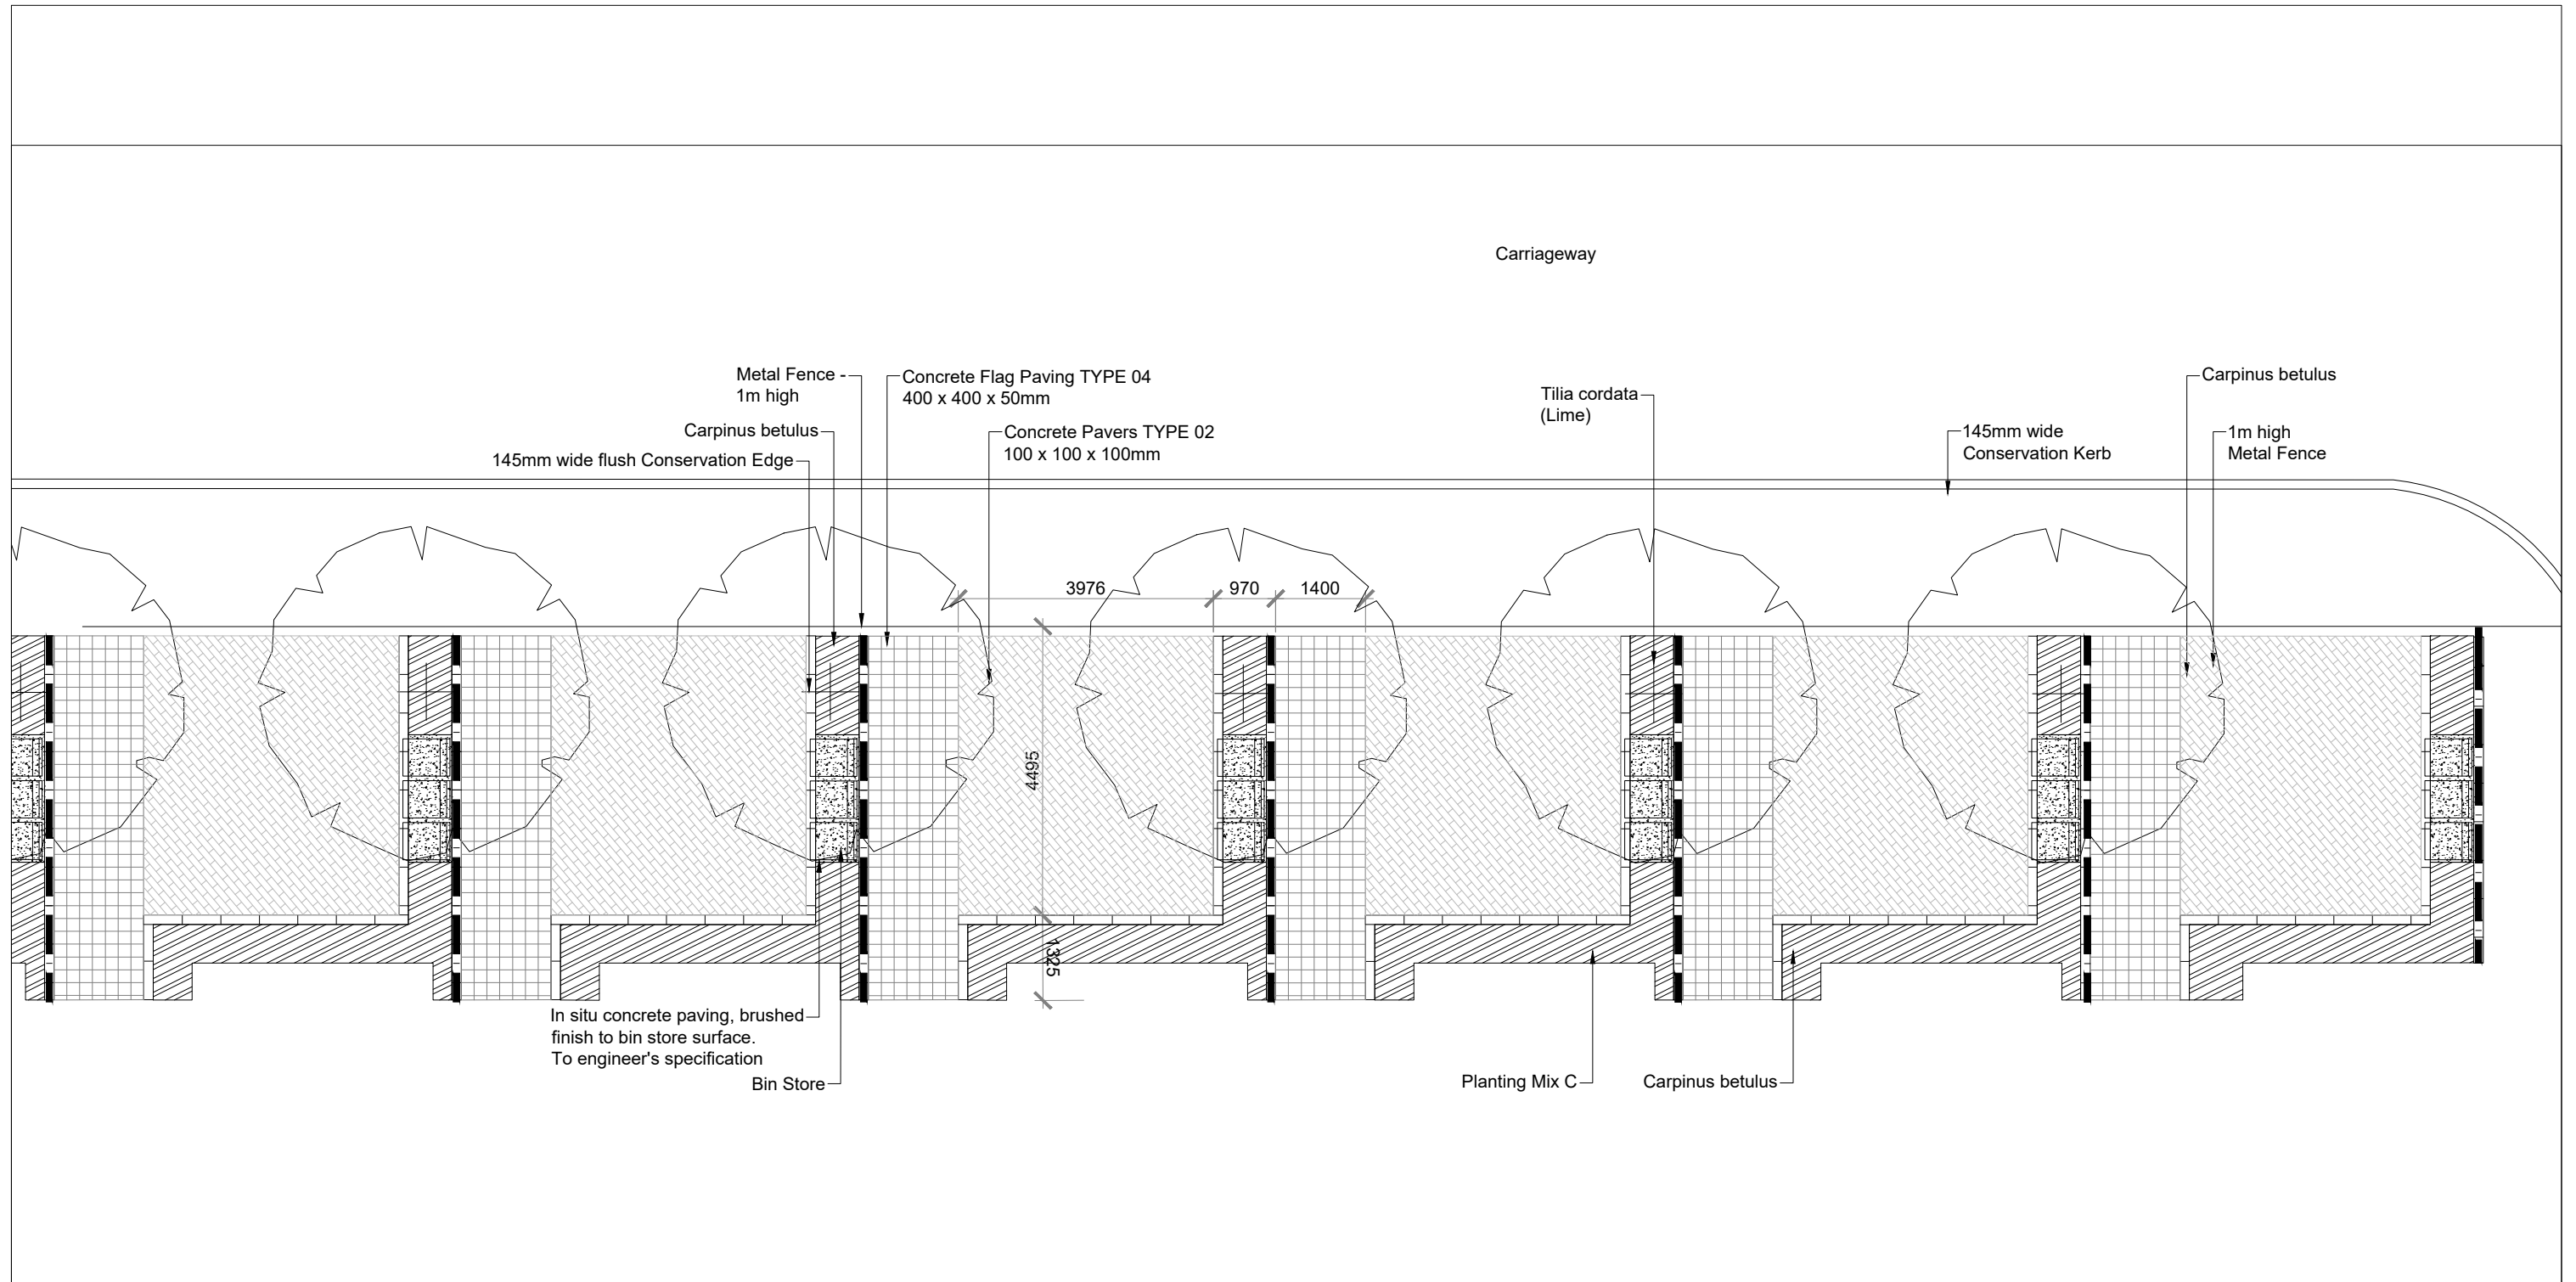 Carriageway
Metal Fence -
1m high
Concrete Flag Paving TYPE 04
400 x 400 x 50mm
Carpinus betulus
Tilia cordata
(Lime)
Carpinus betulus
Concrete Pavers TYPE 02
100 x 100 x 100mm
145mm wide
Conservation Kerb
1m high
Metal Fence
145mm wide flush Conservation Edge
3976
970
1400
4495
1325
In situ concrete paving, brushed
finish to bin store surface.
To engineer's specification
Bin Store
Planting Mix C
Carpinus betulus